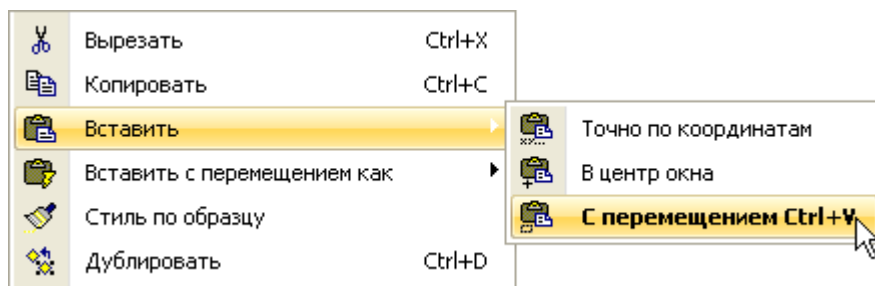 Вырезать Ctrl+X
Копировать Ctrl+C
Вставить
Точно по координатам
Вставить с перемещением как
В центр окна
Стиль по образцу
С перемещением Ctrl+V
Дублировать Ctrl+D